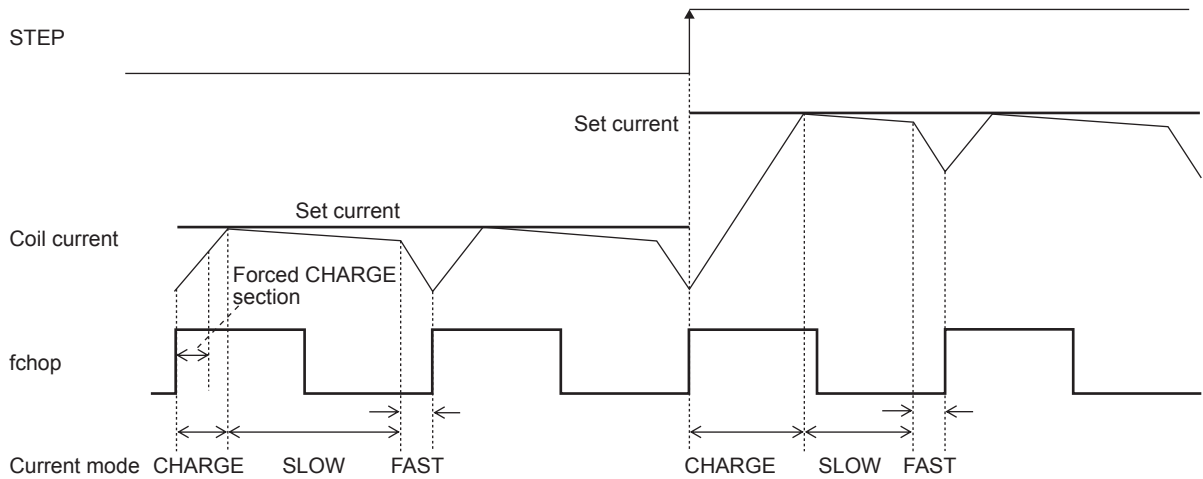 STEP
Set current
Set current
Coil current
Forced CHARGE
section
fchop
Current mode CHARGE SLOW FAST CHARGE SLOW FAST